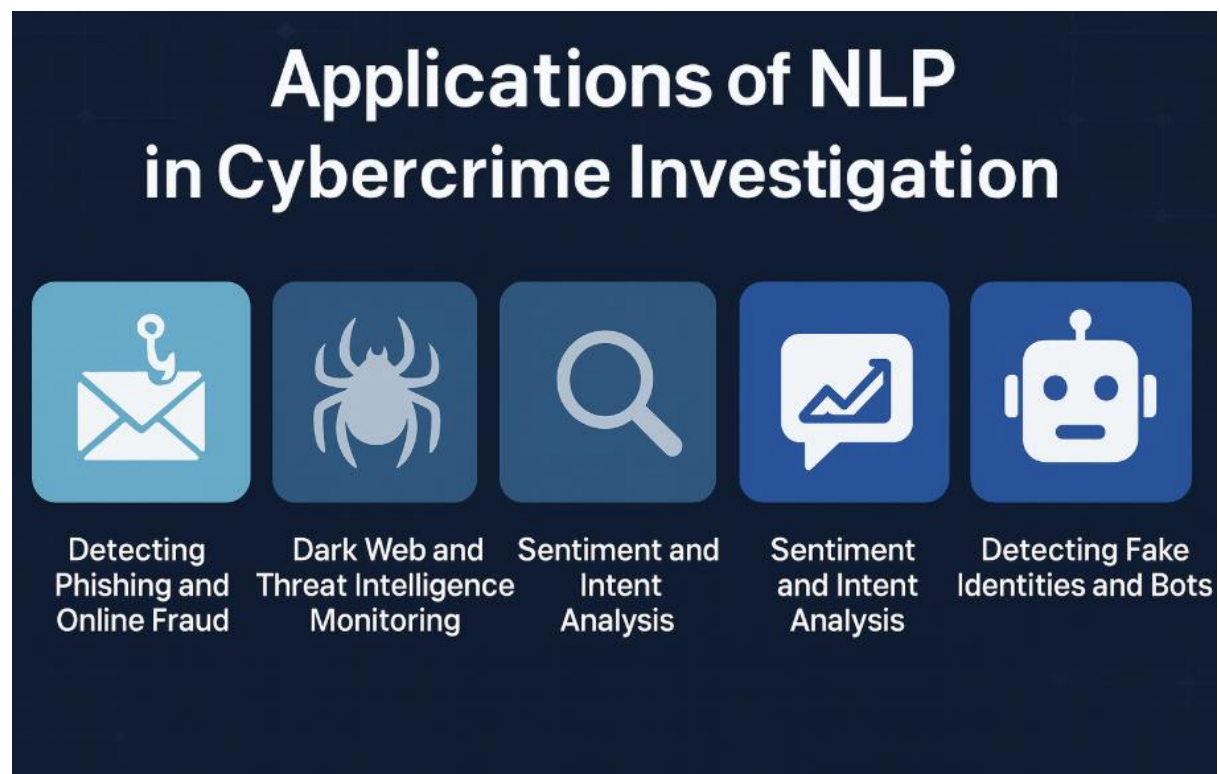 Applications of NLP
in Cybercrime Investigation
Detecting
Phishing and
Online Fraud
Dark Web and
Threat Intelligence
Monitoring
Sentiment and
Intent
Analysis
Sentiment
and Intent
Analysis
Detecting Fake
Identities and Bots